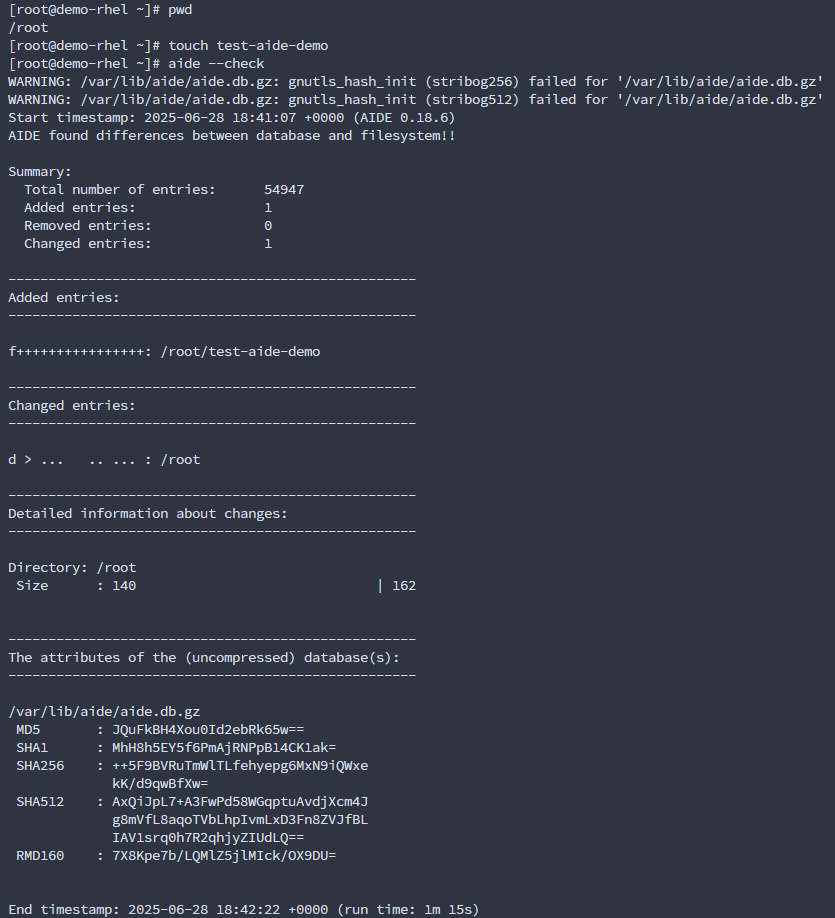 [root@demo-rhel ~]# pwd
/root
[root@demo-rhel ~]# touch test-aide-demo
[root@demo-rhel ~]# aide --check
WARNING: /var/lib/aide/aide.db.gz: gnutls_hash_init (stribog256) failed for '/var/lib/aide/aide.db.gz'
WARNING: /var/lib/aide/aide.db.gz: gnutls_hash_init (stribog512) failed for '/var/lib/aide/aide.db.gz'
Start timestamp: 2025-06-28 18:41:07 +0000 (AIDE 0.18.6)
AIDE found differences between database and filesystem!!

Summary:
  Total number of entries:      54947
  Added entries:                1
  Removed entries:              0
  Changed entries:              1

---------------------------------------------------
Added entries:
---------------------------------------------------

f++++++++++++++++: /root/test-aide-demo

---------------------------------------------------
Changed entries:
---------------------------------------------------

d > ...   .. ... : /root

---------------------------------------------------
Detailed information about changes:
---------------------------------------------------

Directory: /root
 Size      : 140                              | 162


---------------------------------------------------
The attributes of the (uncompressed) database(s):
---------------------------------------------------

/var/lib/aide/aide.db.gz
 MD5       : JQuFkBH4Xou0Id2ebRk65w==
 SHA1      : MhH8h5EY5f6PmAjRNPpBl4CKlak=
 SHA256    : ++5F9BVRuTmWlTLfehyepg6MxN9iQWxe
             kK/d9qwBfXw=
 SHA512    : AxQiJpL7+A3FwPd58WGqptuAvdjXcm4J
             g8mVfL8aqoTVbLhpIvmLxD3Fn8ZVJfBL
             IAVlsrq0h7R2qhjyZIUdLQ==
 RMD160    : 7X8Kpe7b/LQMlZ5jlMIck/OX9DU=


End timestamp: 2025-06-28 18:42:22 +0000 (run time: 1m 15s)